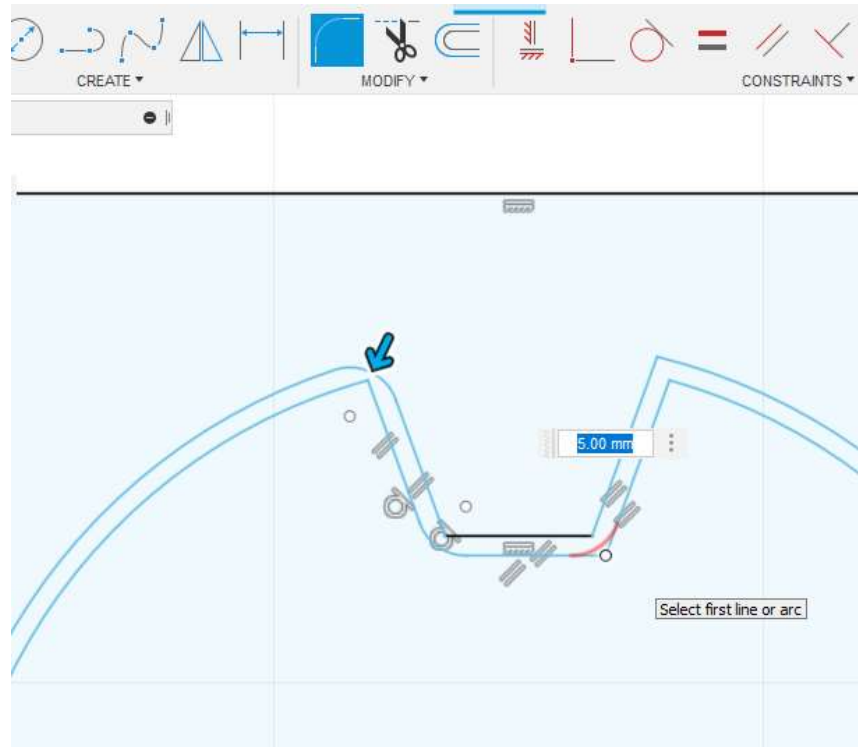 CREATE ▾
MODIFY ▾
CONSTRAINTS ▾
5.00 mm
Select first line or arc